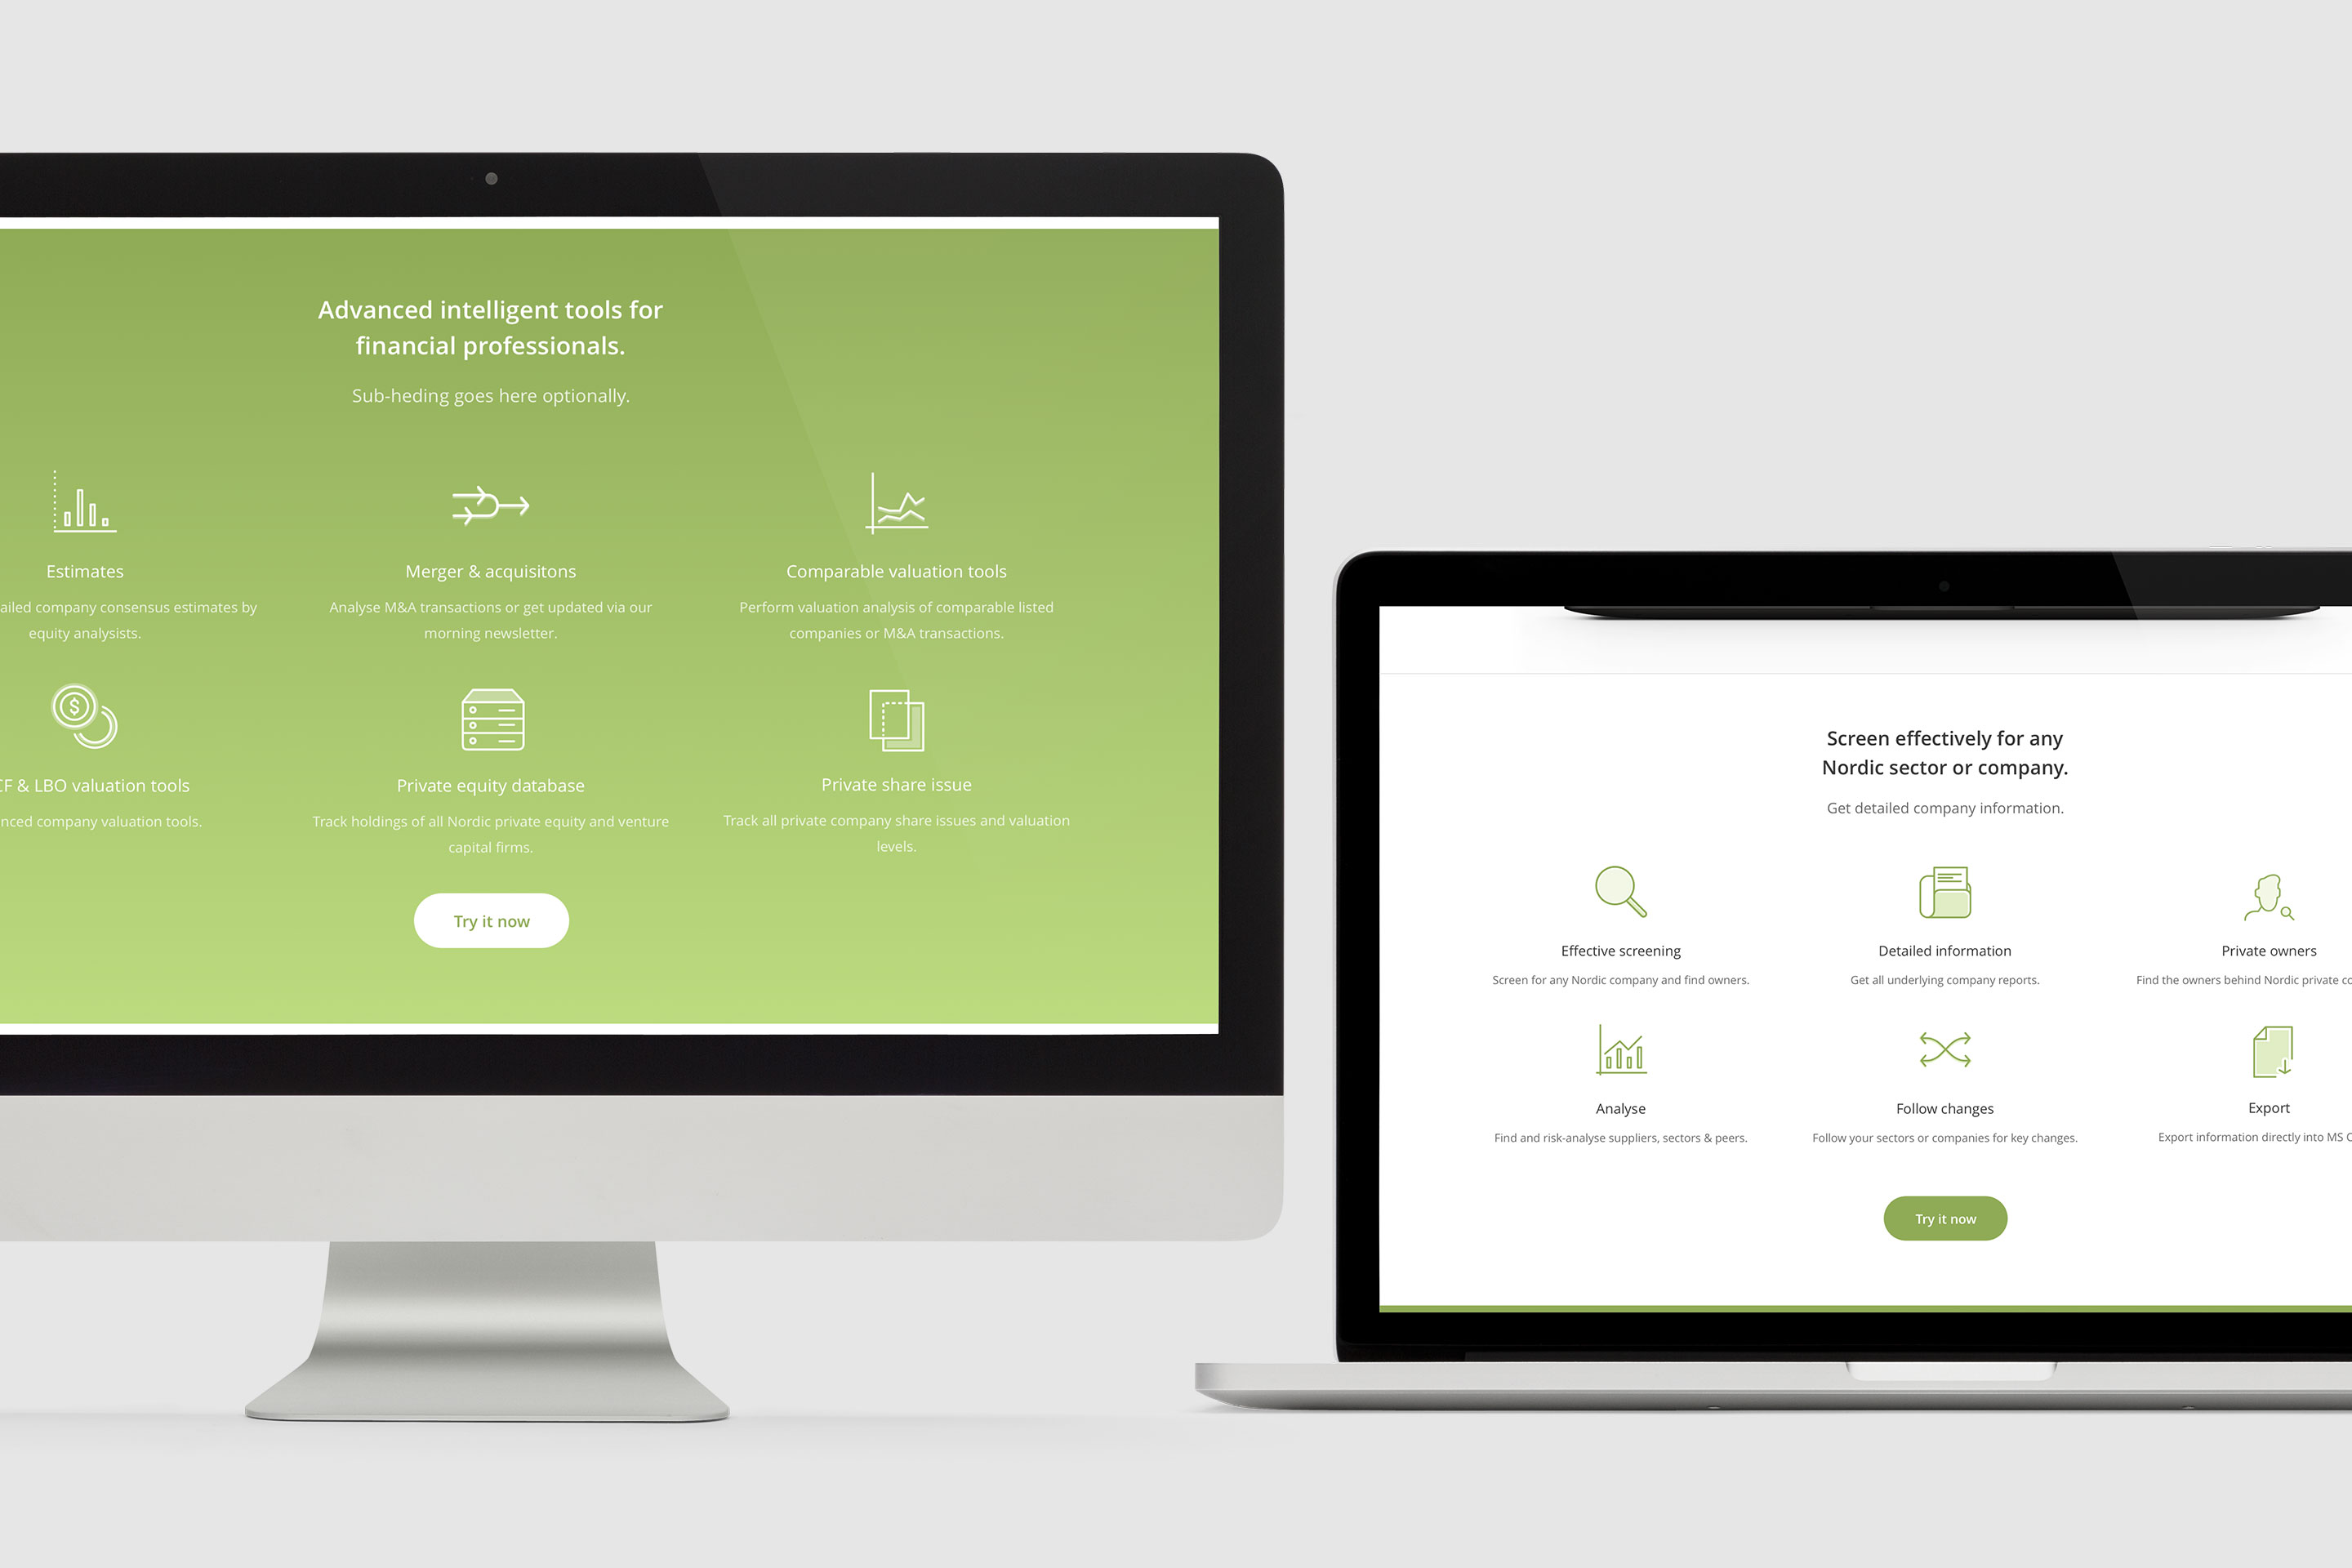 Advanced intelligent tools for
financial professionals.
Sub-heding goes here optionally.
Estimates
company consensus estimates by
equity analysists.
Merger & acquisitons
Analyse M&A transactions or get updated via our
morning newsletter.
Comparable valuation tools
Perform valuation analysis of comparable listed
companies or M&A transactions.
& LBO valuation tools
company valuation tools.
Private equity database
Track holdings of all Nordic private equity and venture
capital firms.
Private share issue
Track all private company share issues and valuation
levels.
Try it now
Screen effectively for any
Nordic sector or company.
Get detailed company information.
Effective screening
Screen for any Nordic company and find owners.
Detailed information
Get all underlying company reports.
Private owners
Find the owners behind Nordic private
Analyse
Find and risk-analyse suppliers, sectors & peers.
Follow changes
Follow your sectors or companies for key changes.
Export
Export information directly into MS
Try it now